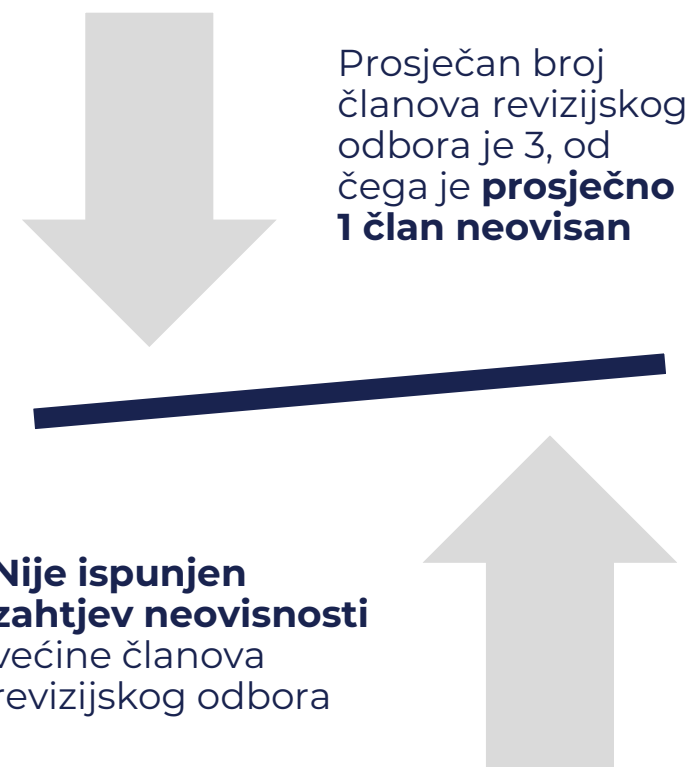 Prosječan broj
članova revizijskog
odbora je 3, od
čega je prosječno
1 član neovisan
Nije ispunjen
zahtjev neovisnosti
većine članova
revizijskog odbora